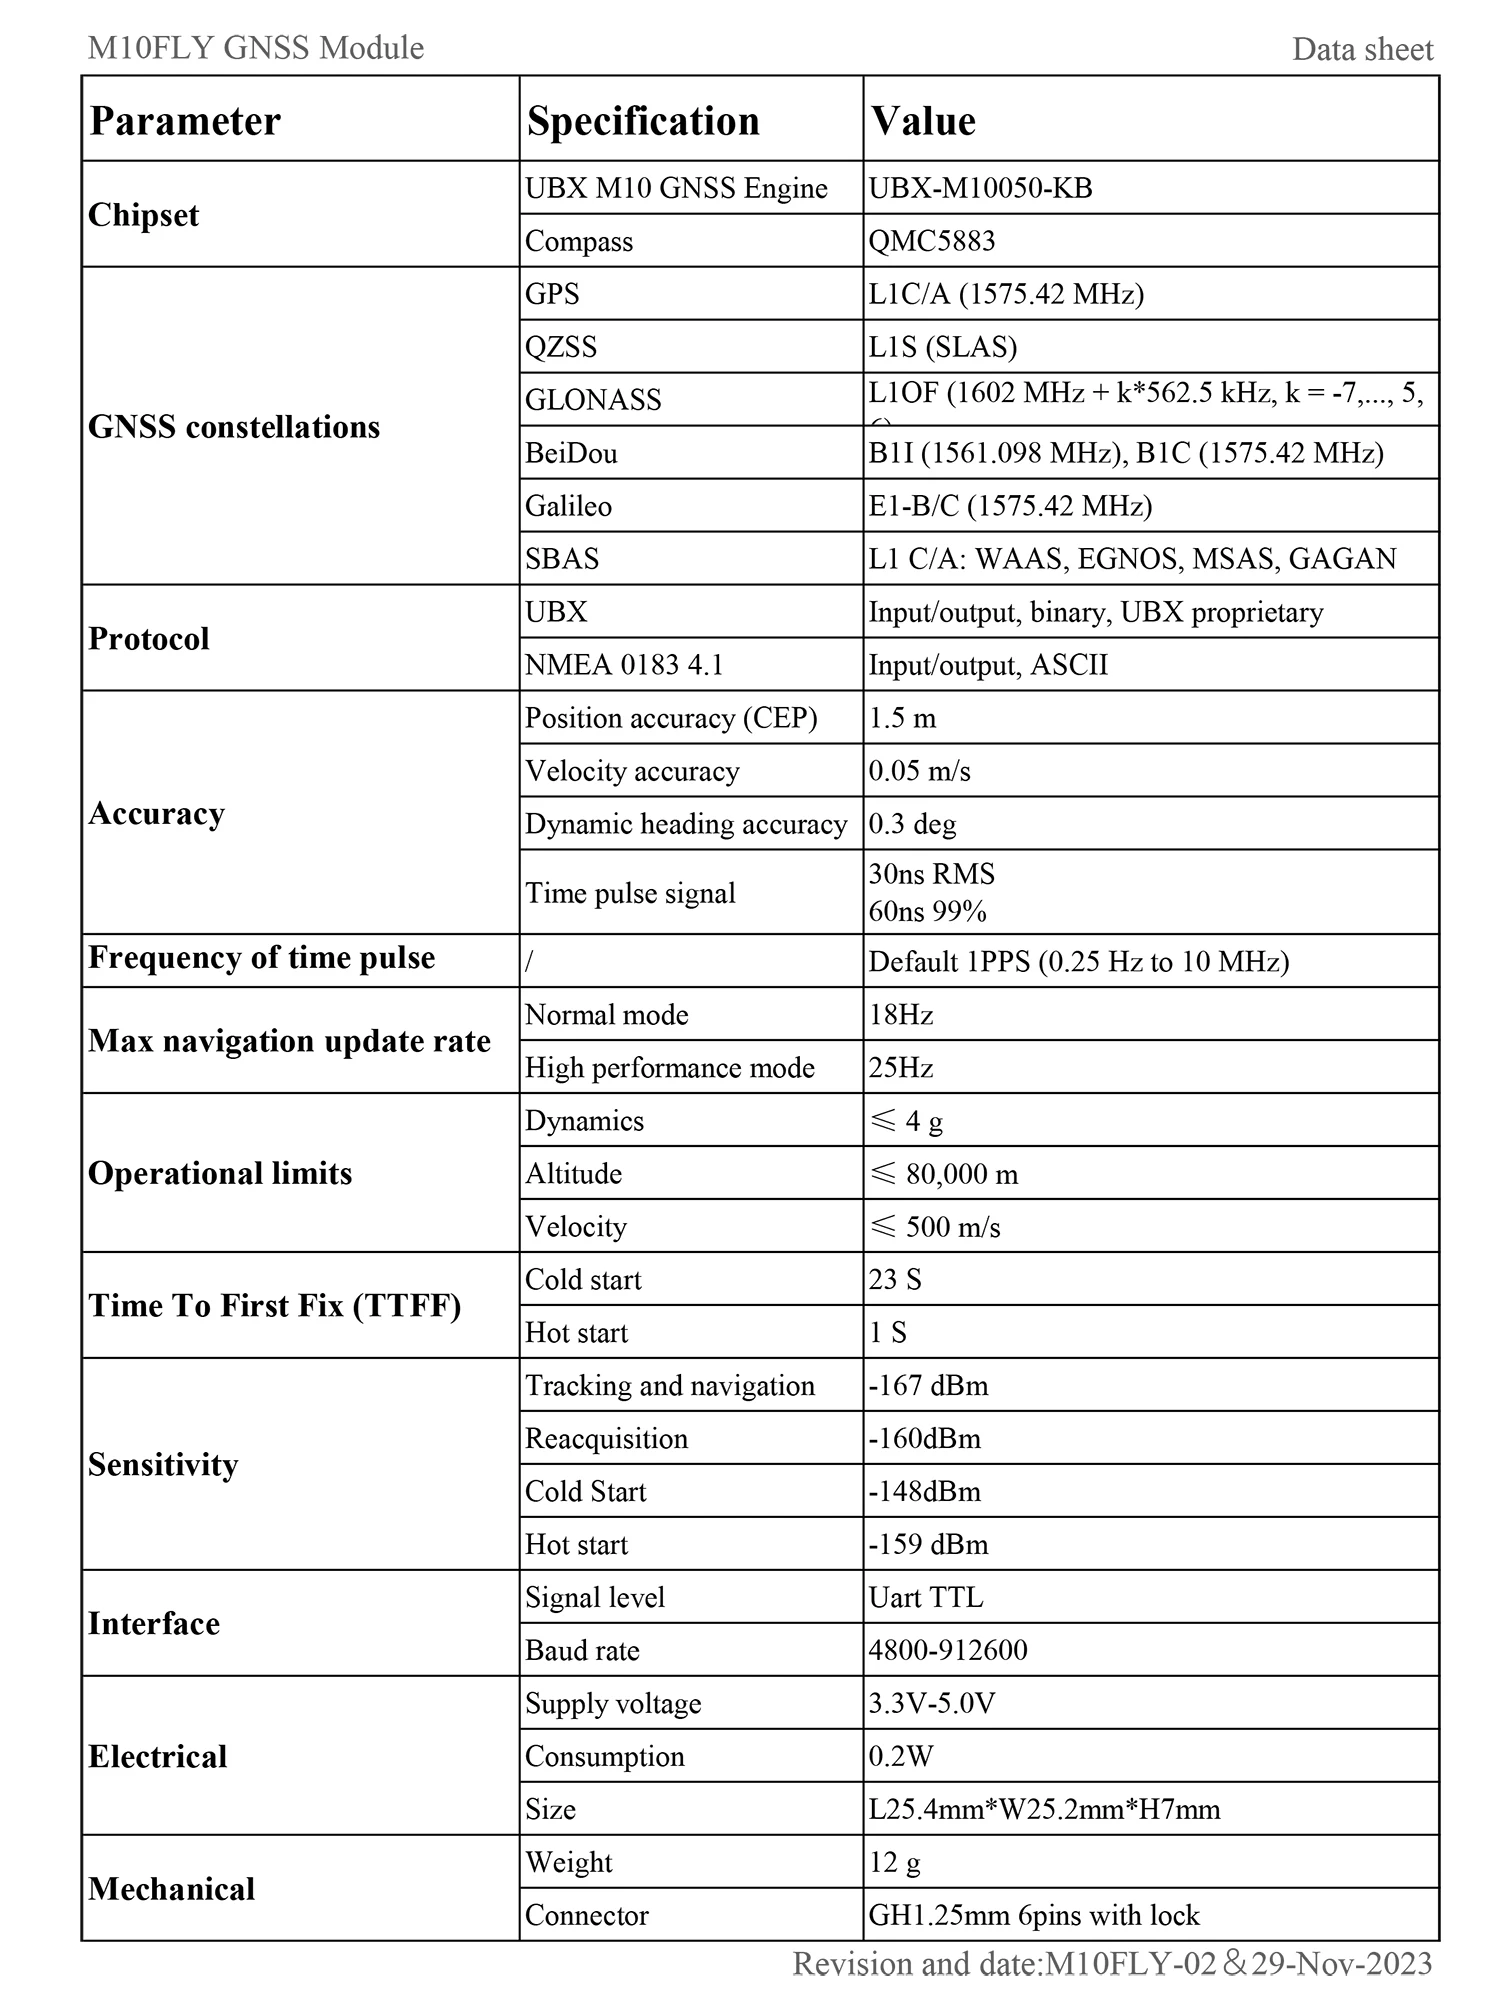 M10FLY GNSS Module Data sheet
Parameter Specification Value
Chipset
UBX M10 GNSS Engine UBX-M10050-KB
Compass QMC5883
GNSS constellations
GPS L1C/A (1575.42 MHz)
QZSS L1S (SLAS)
GLONASS L1OF (1602 MHz + k*562.5 kHz, k = -7,..., 5,
BeiDou B1I (1561.098 MHz), B1C (1575.42 MHz)
Galileo E1-B/C (1575.42 MHz)
SBAS L1 C/A: WAAS, EGNOS, MSAS, GAGAN
Protocol
UBX Input/output, binary, UBX proprietary
NMEA 0183 4.1 Input/output, ASCII
Accuracy
Position accuracy (CEP) 1.5 m
Velocity accuracy 0.05 m/s
Dynamic heading accuracy 0.3 deg
Time pulse signal
30ns RMS
60ns 99%
Frequency of time pulse / Default 1PPS (0.25 Hz to 10 MHz)
Max navigation update rate
Normal mode 18Hz
High performance mode 25Hz
Operational limits
Dynamics ≤ 4 g
Altitude ≤ 80,000 m
Velocity ≤ 500 m/s
Time To First Fix (TTFF)
Cold start 23 S
Hot start 1 S
Sensitivity
Tracking and navigation -167 dBm
Reacquisition -160dBm
Cold Start -148dBm
Hot start -159 dBm
Interface
Signal level Uart TTL
Baud rate 4800-912600
Electrical
Supply voltage 3.3V-5.0V
Consumption 0.2W
Size L25.4mm*W25.2mm*H7mm
Mechanical
Weight 12 g
Connector GH1.25mm 6pins with lock
Revision and date:M10FLY-02&29-Nov-2023